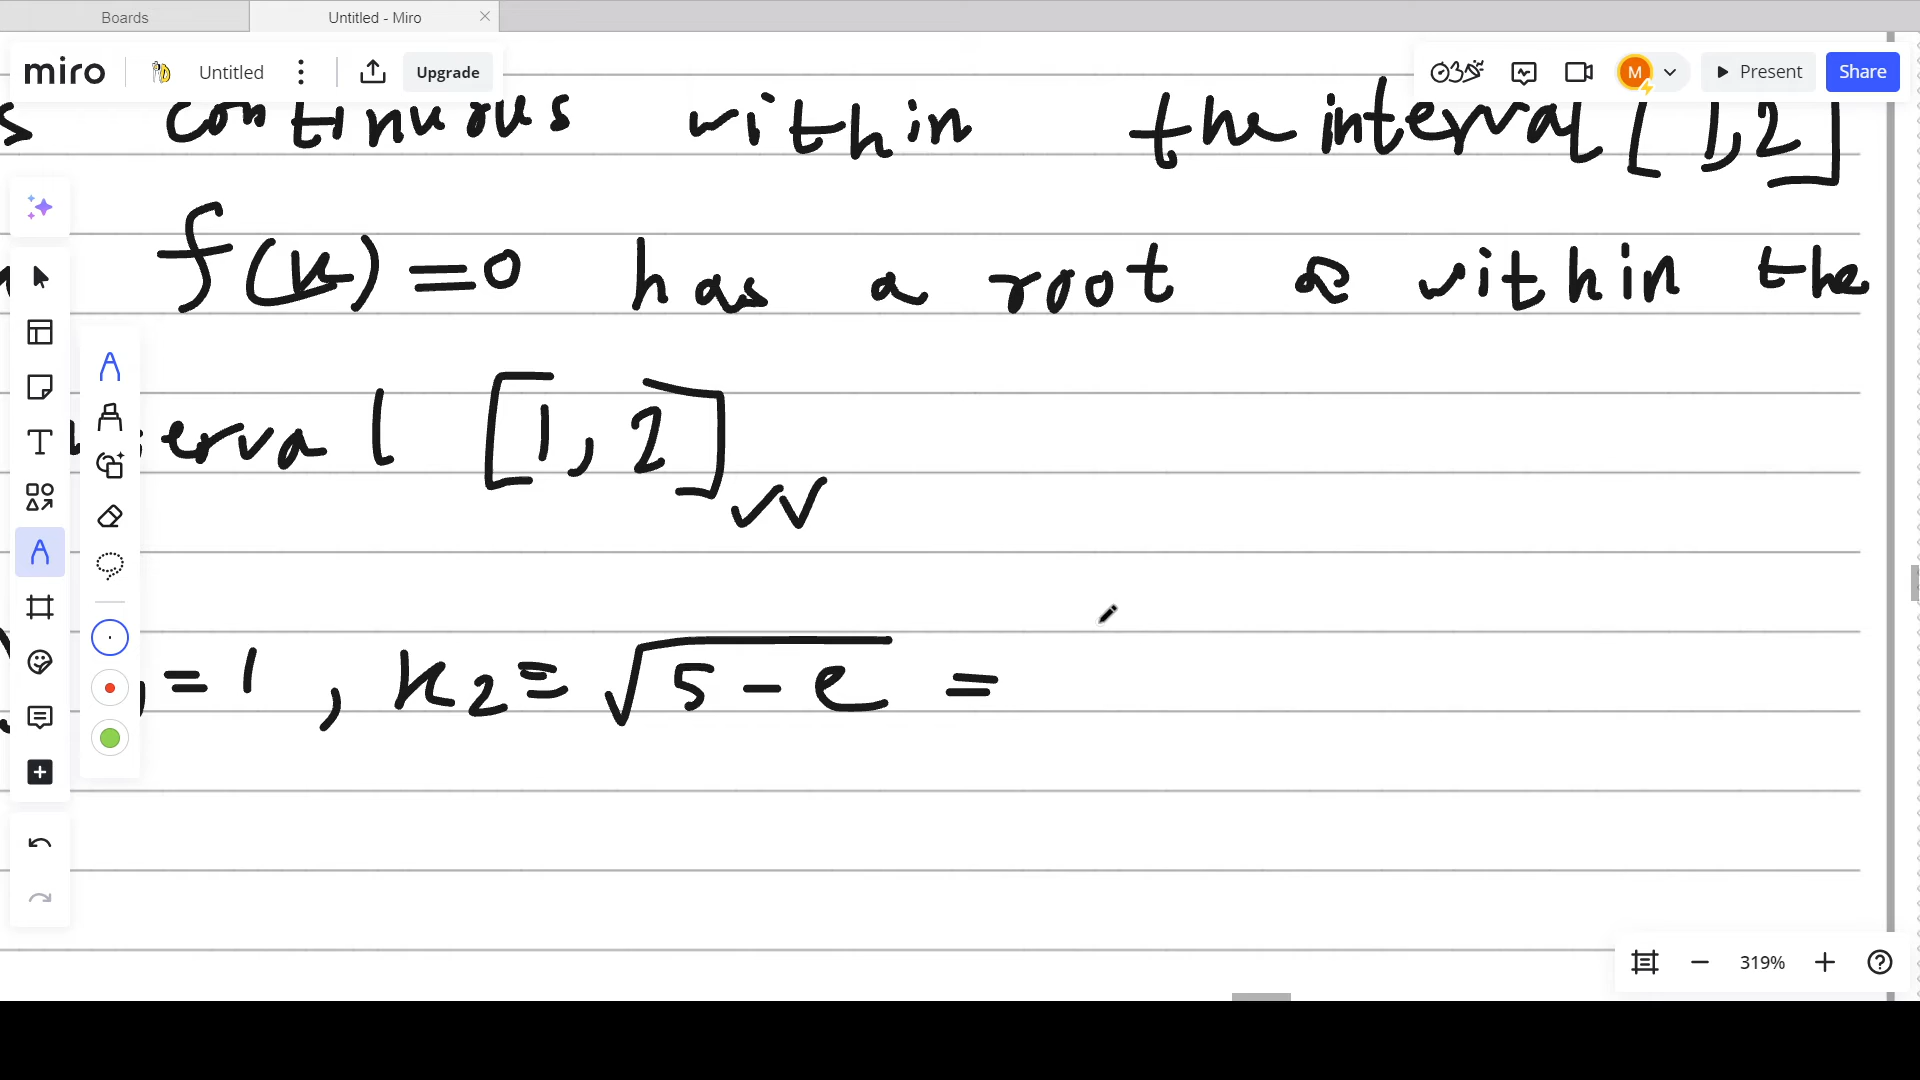 Boards
Untitled - Miro
miro
Untitled
Upgrade
Present
Share
M
s continuous within the interval [1,2]
f(x)=0 has a root α within the
erval [1,2]
=1 , x₂= √5-e =
319%